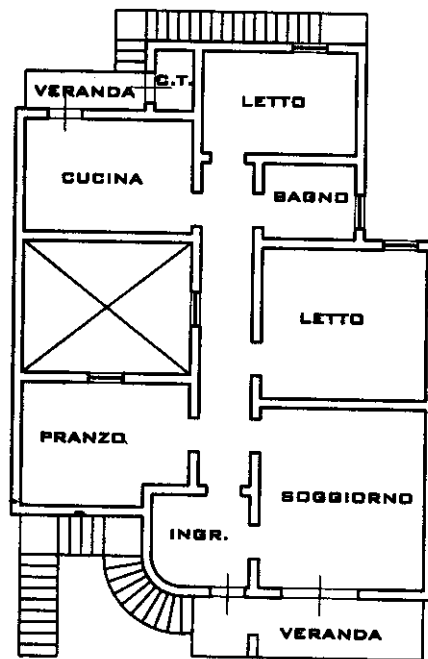 C.T.
VERANDA
LETTO
CUCINA
BAGNO
LETTO
PRANZO
SOGGIORNO
INGR.
VERANDA